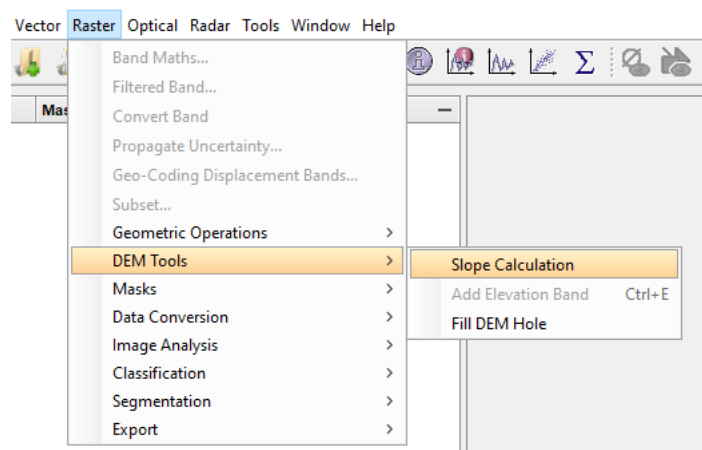 Vector Raster Optical Radar Tools Window Help
Band Maths...
Filtered Band...
Mas
Convert Band
Propagate Uncertainty...
Geo-Coding Displacement Bands...
Subset...
Geometric Operations
DEM Tools
Slope Calculation
Masks
Add Elevation Band Ctrl+E
Data Conversion
Fill DEM Hole
Image Analysis
Classification
Segmentation
Export